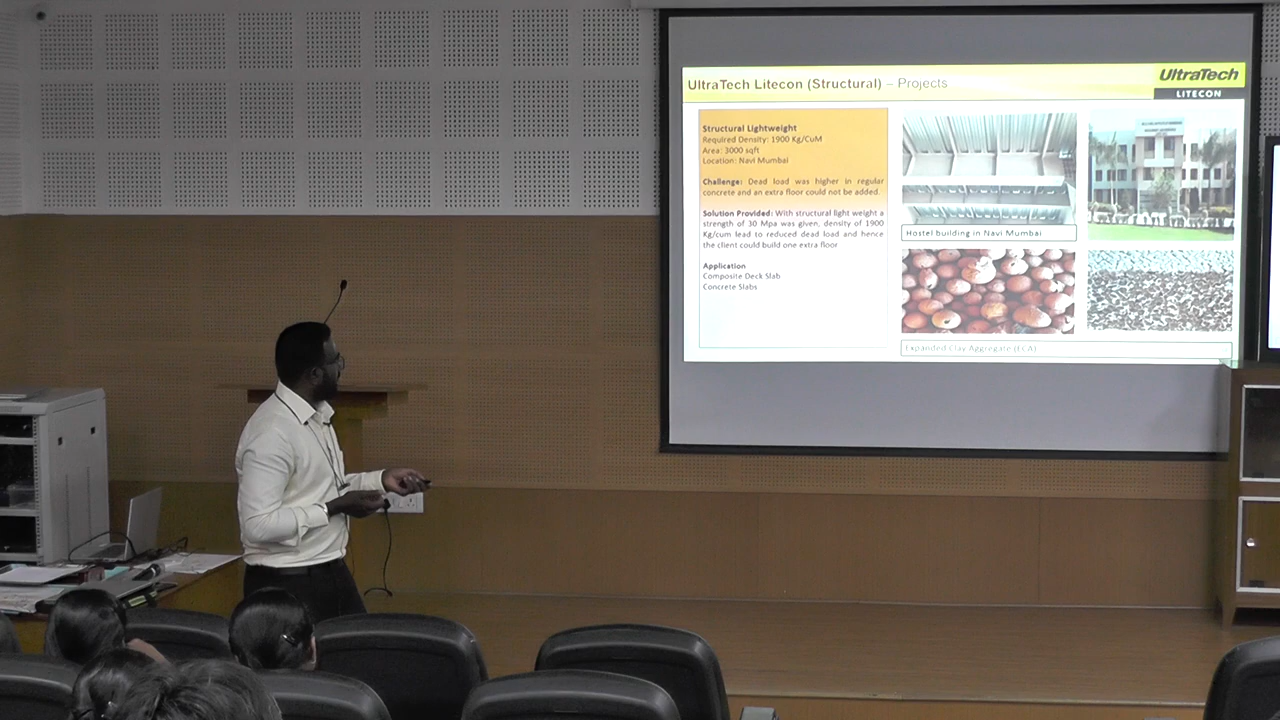 UltraTech Litecon (Structural) – Projects
UltraTech
LITECON
Structural Lightweight
Required Density: 1900 Kg/CuM
Area: 3000 sqft
Location: Navi Mumbai
Challenge: Dead load was higher in regular
concrete and an extra floor could not be added.
Solution Provided: With structural light weight a
strength of 30 Mpa was given, density of 1900
Kg/cum lead to reduced dead load and hence
the client could build one extra floor
Application
Composite Deck Slab
Concrete Slabs
Hostel building in Navi Mumbai
Expanded Clay Aggregate (ECA)